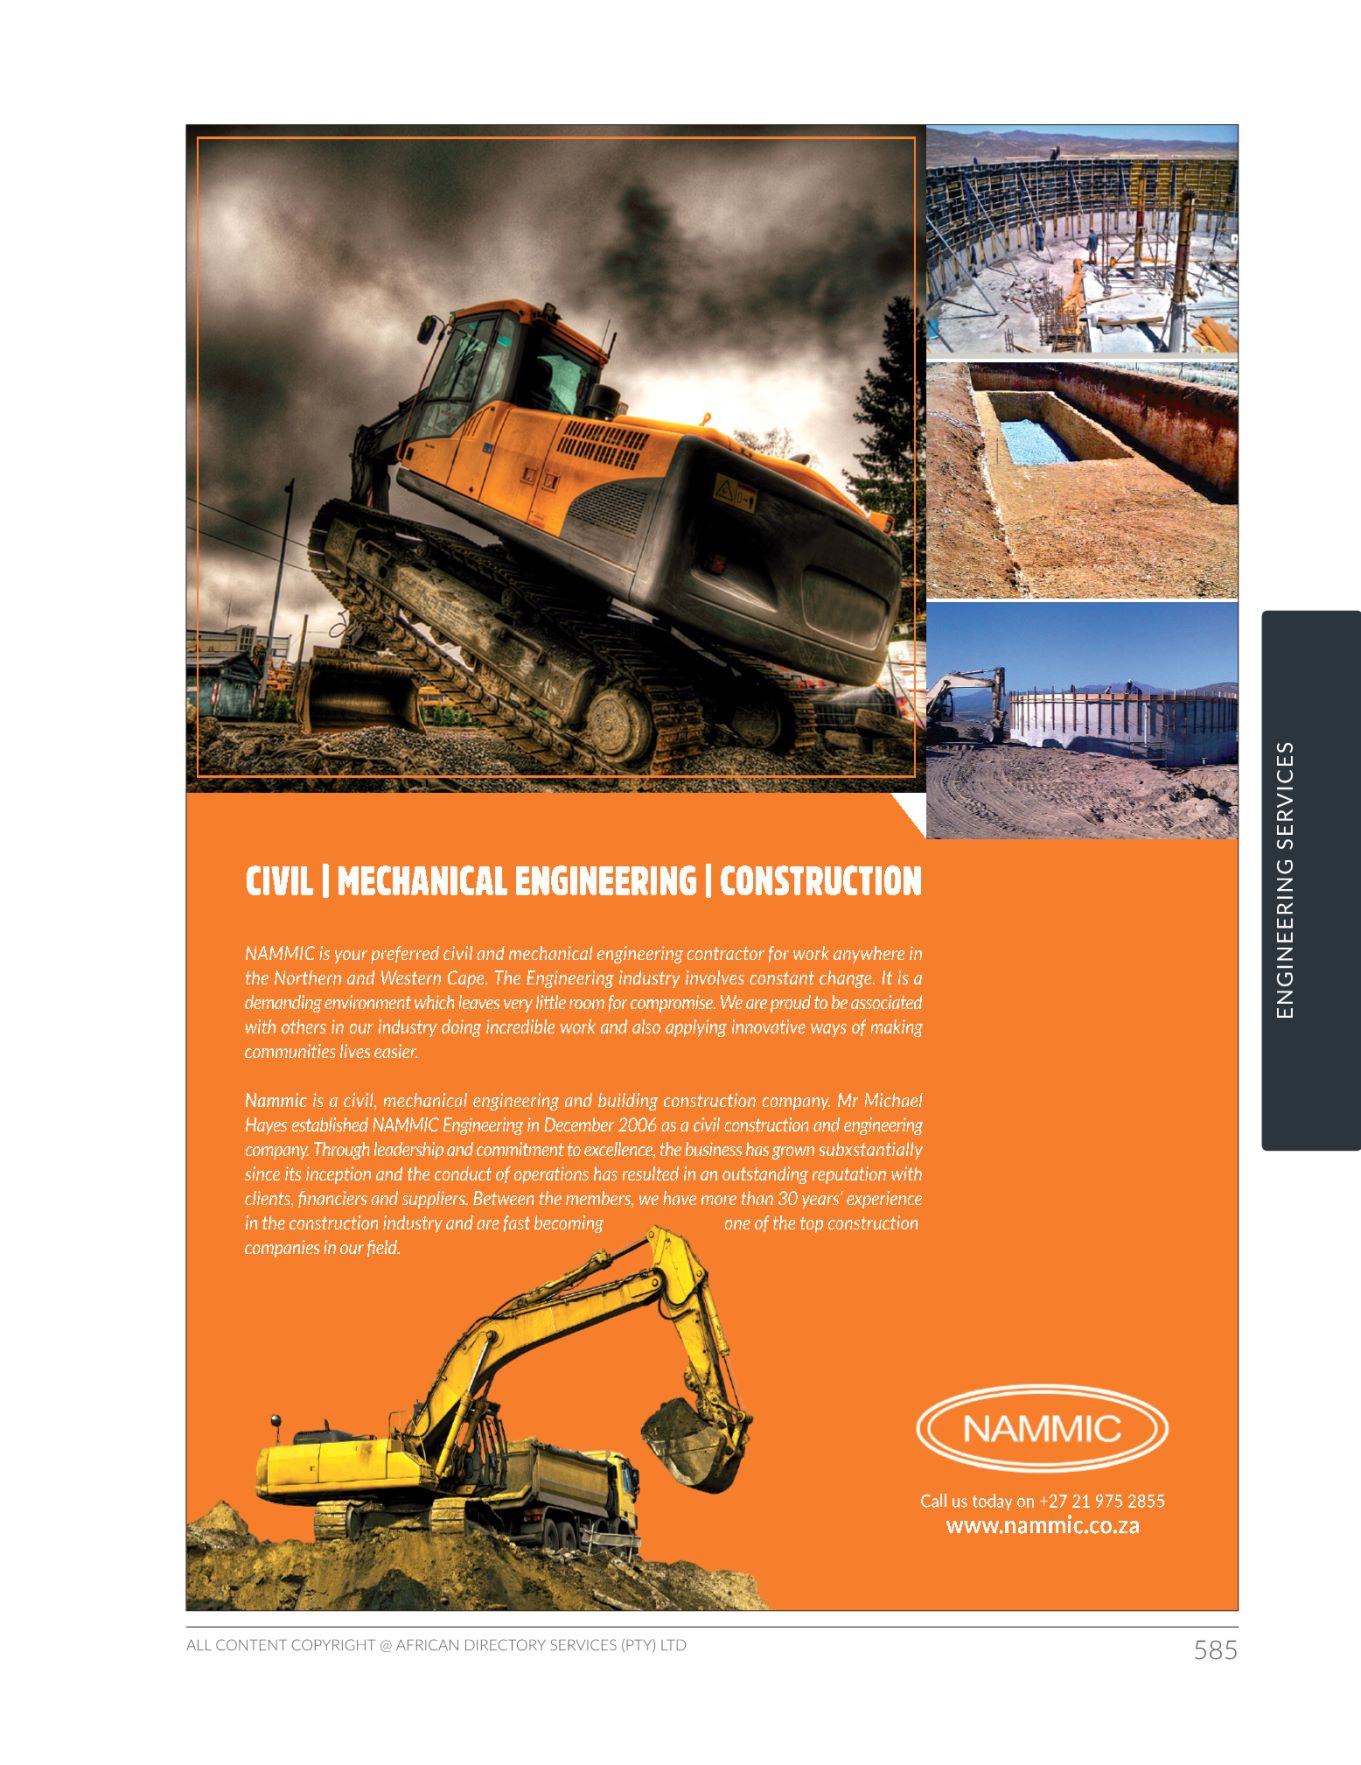 CIVIL | MECHANICAL ENGINEERING | CONSTRUCTION
NAMMIC is your preferred civil and mechanical engineering contractor for work anywhere in
the Northern and Western Cape. The Engineering industry involves constant change. It is a
demanding environment which leaves very little room for compromise. We are proud to be associated
with others in our industry doing incredible work and also applying innovative ways of making
communities lives easier.
Nammic is a civil, mechanical engineering and building construction company. Mr Michael
Hayes established NAMMIC Engineering in December 2006 as a civil construction and engineering
company. Through leadership and commitment to excellence, the business has grown subxstantially
since its inception and the conduct of operations has resulted in an outstanding reputation with
clients, financiers and suppliers. Between the members, we have more than 30 years' experience
in the construction industry and are fast becoming one of the top construction
companies in our field.
NAMMIC
Call us today on +27 21 975 2855
www.nammic.co.za
ENGINEERING SERVICES
ALL CONTENT COPYRIGHT @ AFRICAN DIRECTORY SERVICES (PTY) LTD
585